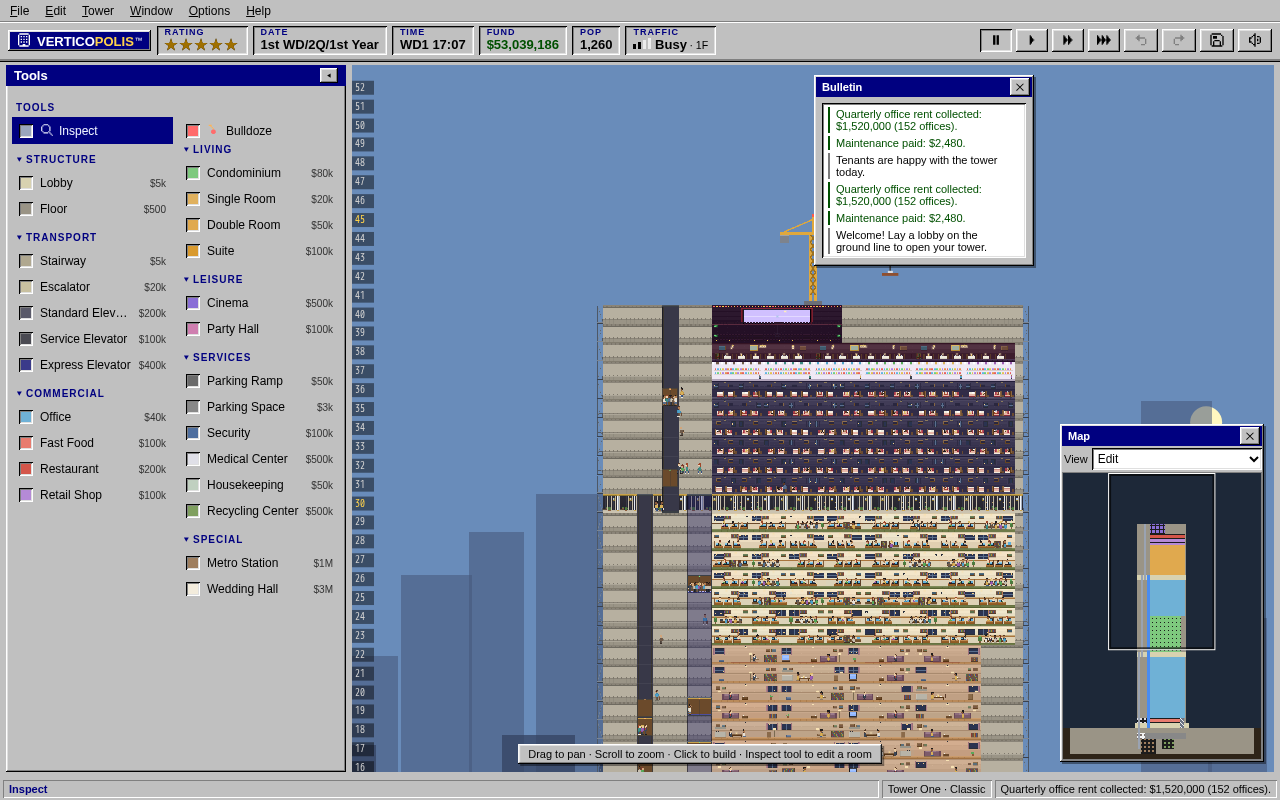 File Edit Tower Window Options Help
VERTICOPOLIS™
RATING
DATE
1st WD/2Q/1st Year
TIME
WD1 17:07
FUND
$53,039,186
POP
1,260
TRAFFIC
Busy · 1F
Tools
TOOLS
Inspect
Bulldoze
STRUCTURE
Lobby $5k
Floor $500
TRANSPORT
Stairway $5k
Escalator $20k
Standard Elev… $200k
Service Elevator $100k
Express Elevator $400k
COMMERCIAL
Office $40k
Fast Food $100k
Restaurant $200k
Retail Shop $100k
LIVING
Condominium $80k
Single Room $20k
Double Room $50k
Suite $100k
LEISURE
Cinema $500k
Party Hall $100k
SERVICES
Parking Ramp $50k
Parking Space $3k
Security $100k
Medical Center $500k
Housekeeping $50k
Recycling Center $500k
SPECIAL
Metro Station $1M
Wedding Hall $3M
52
51
50
49
48
47
46
45
44
43
42
41
40
39
38
37
36
35
34
33
32
31
30
29
28
27
26
25
24
23
22
21
20
19
18
17
16
Bulletin
Quarterly office rent collected:
$1,520,000 (152 offices).
Maintenance paid: $2,480.
Tenants are happy with the tower
today.
Quarterly office rent collected:
$1,520,000 (152 offices).
Maintenance paid: $2,480.
Welcome! Lay a lobby on the
ground line to open your tower.
Map
View Edit
Drag to pan · Scroll to zoom · Click to build · Inspect tool to edit a room
Inspect
Tower One · Classic
Quarterly office rent collected: $1,520,000 (152 offices).